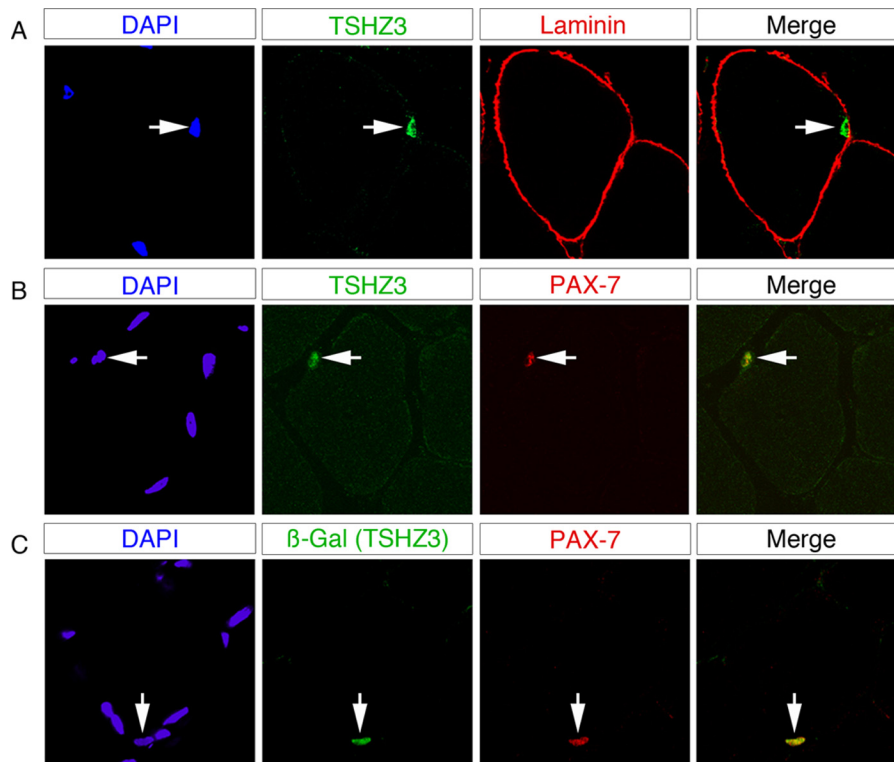 A
DAPI TSHZ3 Laminin Merge
B
DAPI TSHZ3 PAX-7 Merge
C
DAPI ß-Gal (TSHZ3) PAX-7 Merge